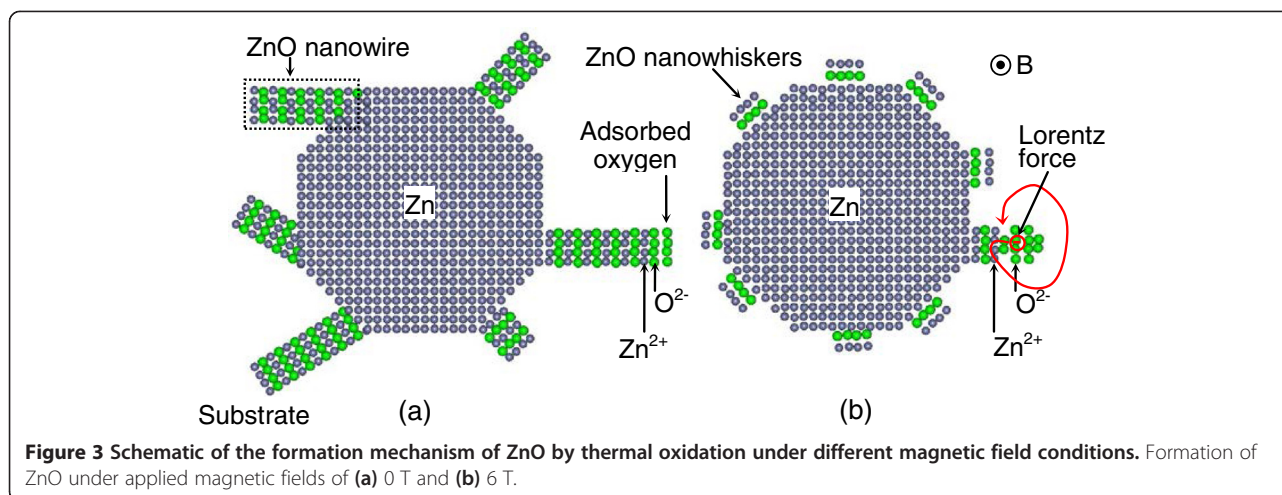 ZnO nanowire
ZnO nanowhiskers
⊙ B
Adsorbed
oxygen
Lorentz
force
Zn
Zn
O²⁻
Zn²⁺
O²⁻
Zn²⁺
Substrate
(a)
(b)
Figure 3 Schematic of the formation mechanism of ZnO by thermal oxidation under different magnetic field conditions. Formation of
ZnO under applied magnetic fields of (a) 0 T and (b) 6 T.